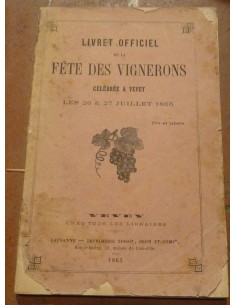 LIVRET OFFICIEL
DE LA
FÊTE DES VIGNERONS
CÉLÉBRÉE A VEVEY
LES 26 & 27 JUILLET 1865
VEVEY
CHEZ TOUS LES LIBRAIRES
LAUSANNE — IMPRIMERIE
1865